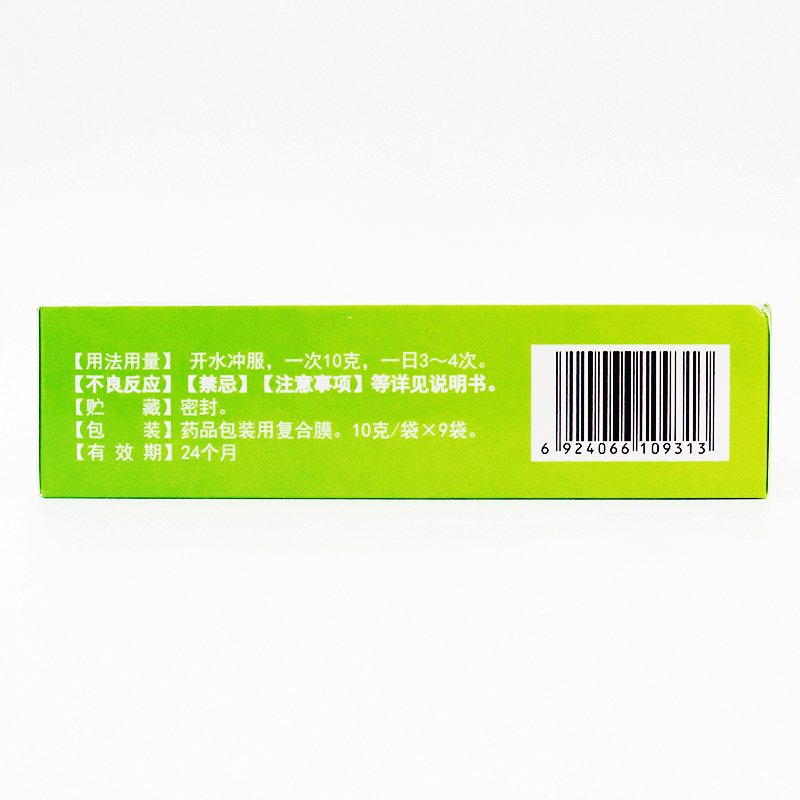 【用法用量】 开水冲服，一次10克，一日3～4次。
【不良反应】【禁忌】【注意事项】等详见说明书。
【贮 藏】密封。
【包 装】药品包装用复合膜。10克/袋×9袋。
【有 效 期】24个月
6 924066 109313